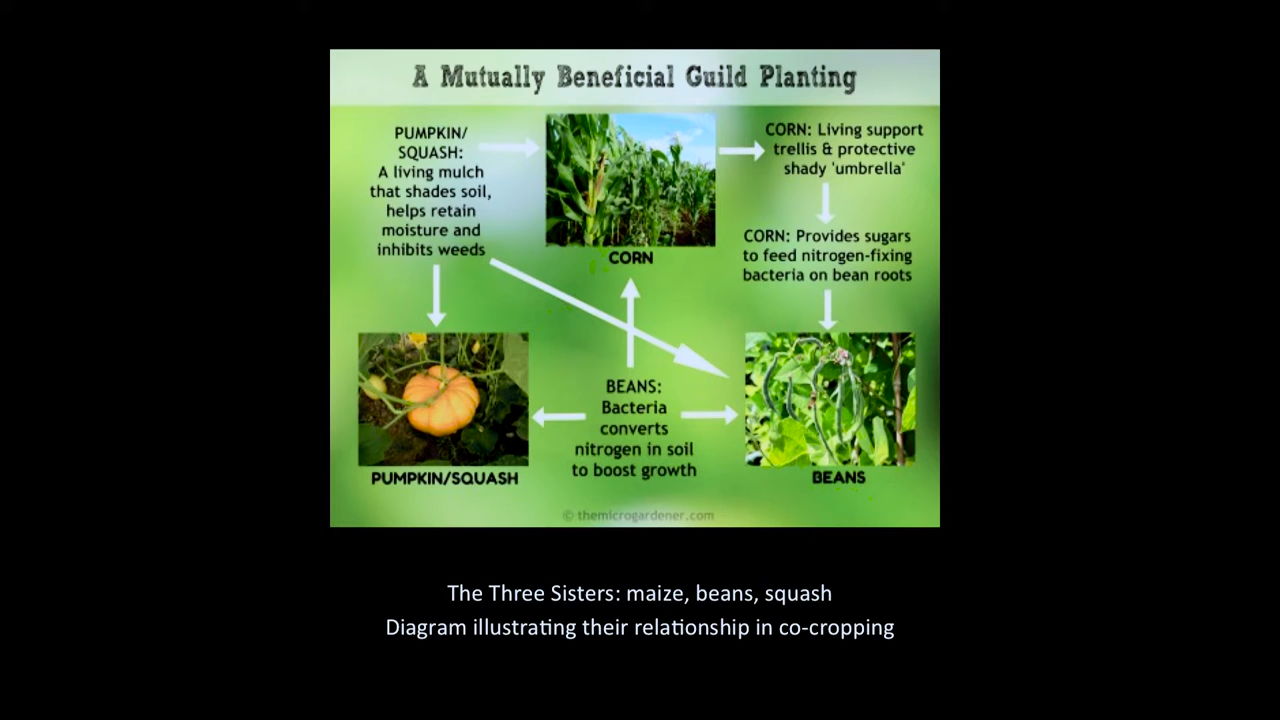 A Mutually Beneficial Guild Planting
PUMPKIN/
SQUASH:
A living mulch
that shades soil,
helps retain
moisture and
inhibits weeds
CORN
CORN: Living support
trellis & protective
shady 'umbrella'
CORN: Provides sugars
to feed nitrogen-fixing
bacteria on bean roots
PUMPKIN/SQUASH
BEANS:
Bacteria
converts
nitrogen in soil
to boost growth
BEANS
© themicrogardener.com
The Three Sisters: maize, beans, squash
Diagram illustrating their relationship in co-cropping